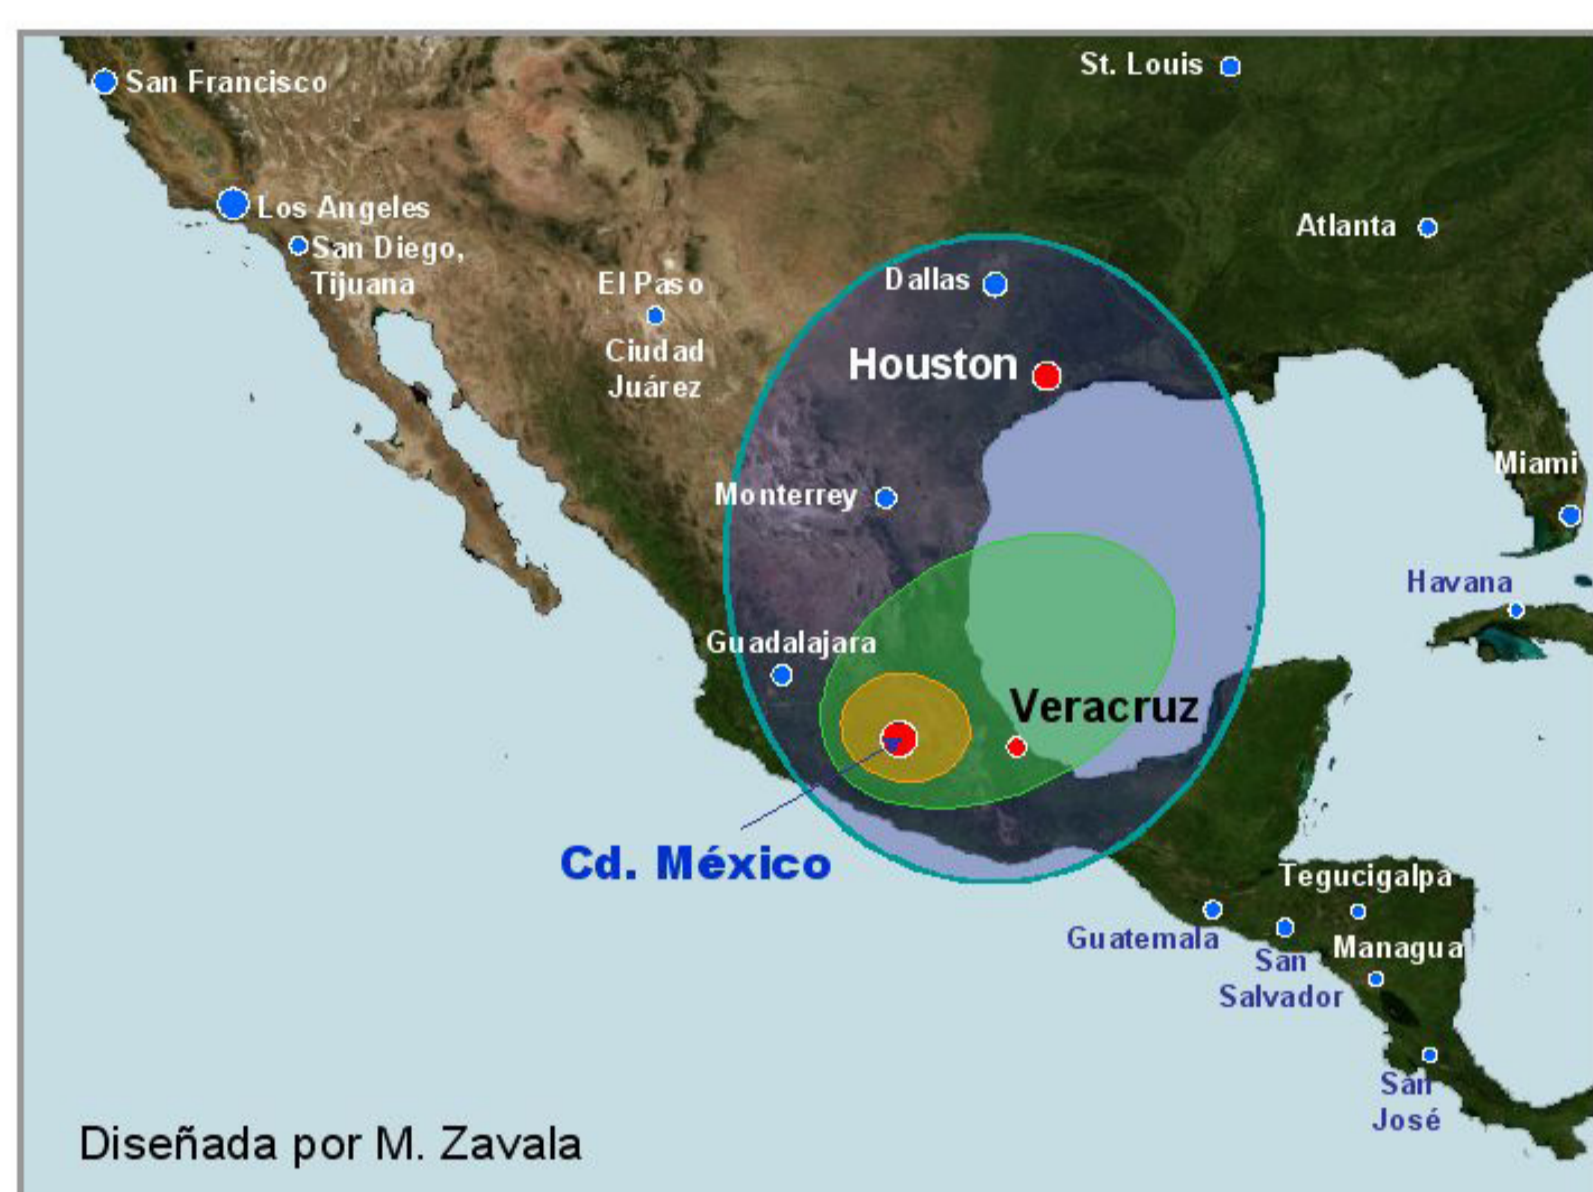 San Francisco
St. Louis
Los Angeles
Atlanta
San Diego,
Tijuana
El Paso
Dallas
Ciudad
Juárez
Houston
Miami
Monterrey
Havana
Guadalajara
Veracruz
Cd. México
Tegucigalpa
Guatemala
Managua
San
Salvador
San
José
Diseñada por M. Zavala